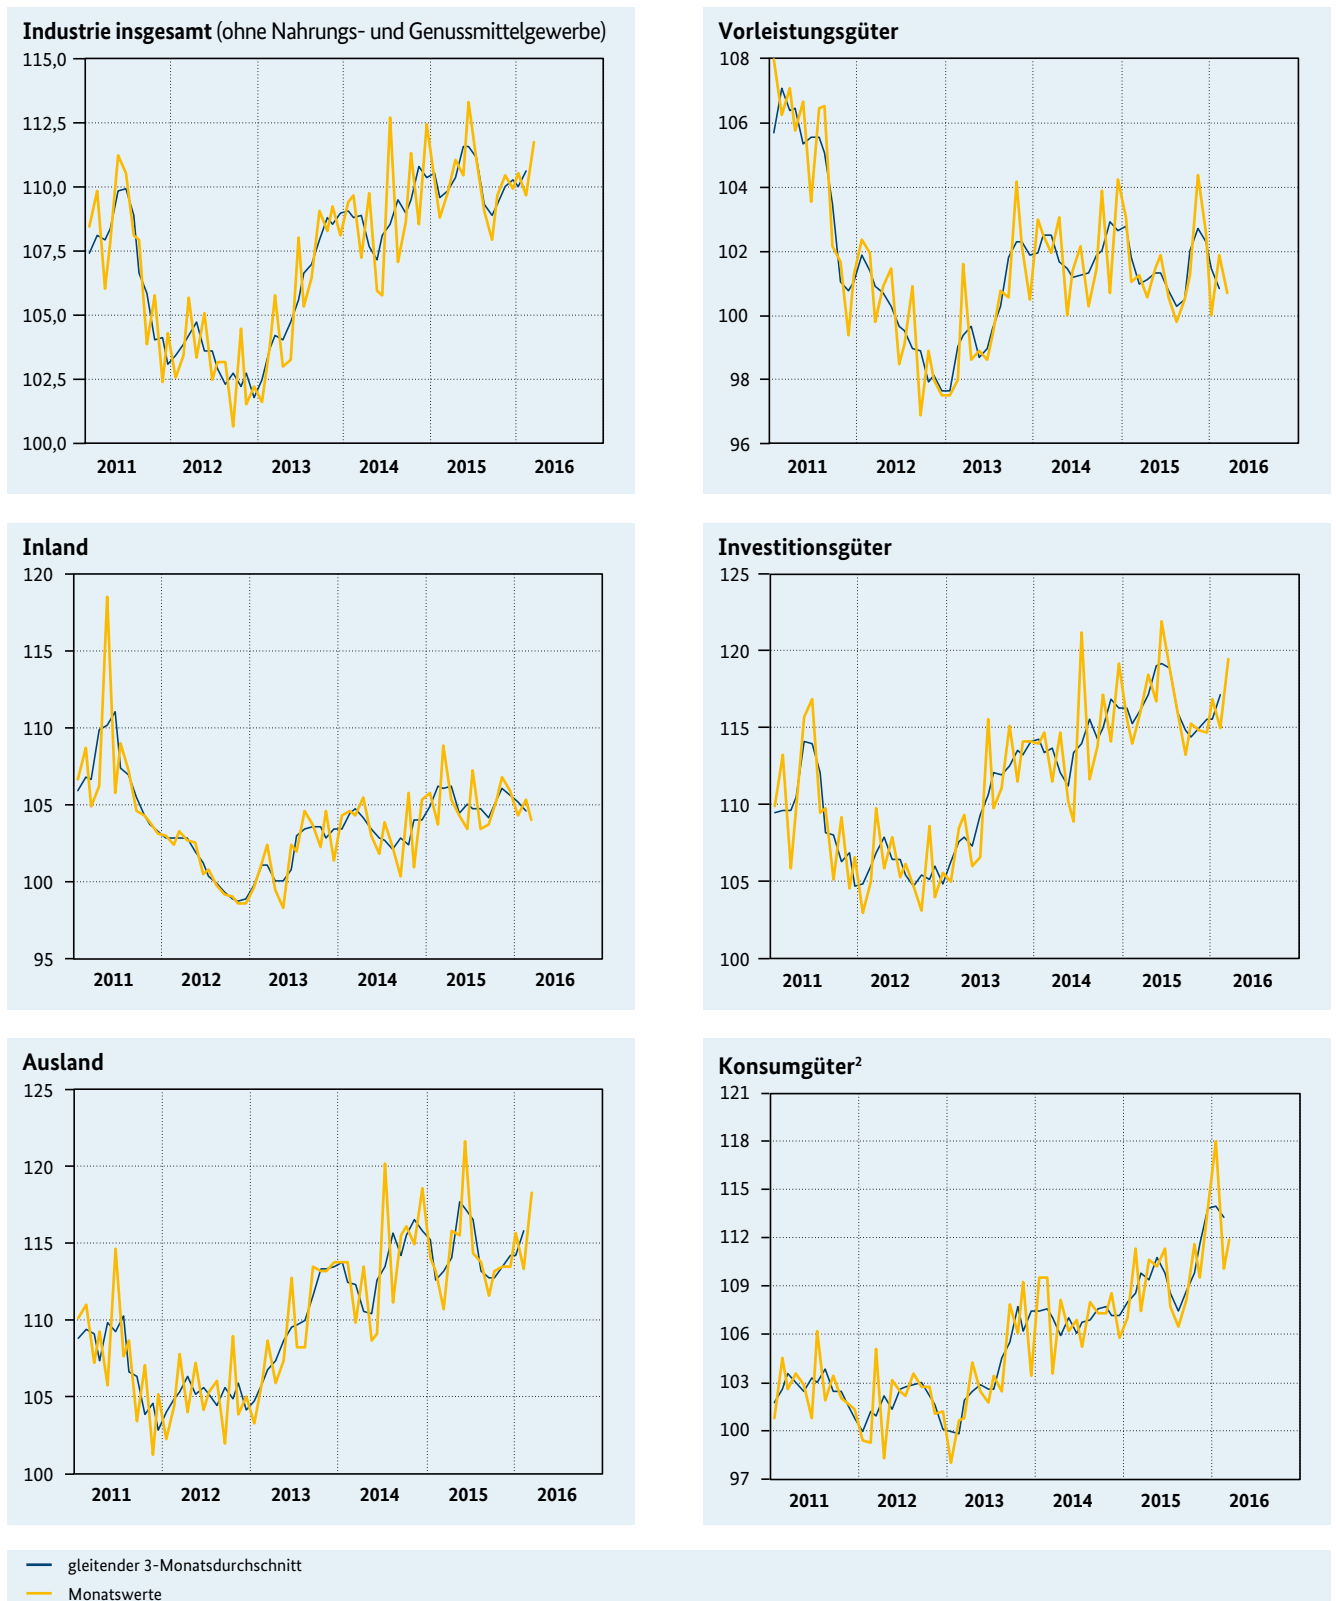 Industrie insgesamt (ohne Nahrungs- und Genussmittelgewerbe)
115,0
112,5
110,0
107,5
105,0
102,5
100,0
2011 2012 2013 2014 2015 2016
Vorleistungsgüter
108
106
104
102
100
98
96
2011 2012 2013 2014 2015 2016
Inland
120
115
110
105
100
95
2011 2012 2013 2014 2015 2016
Investitionsgüter
125
120
115
110
105
100
2011 2012 2013 2014 2015 2016
Ausland
125
120
115
110
105
100
2011 2012 2013 2014 2015 2016
Konsumgüter²
121
118
115
112
109
106
103
100
97
2011 2012 2013 2014 2015 2016
gleitender 3-Monatsdurchschnitt
Monatswerte